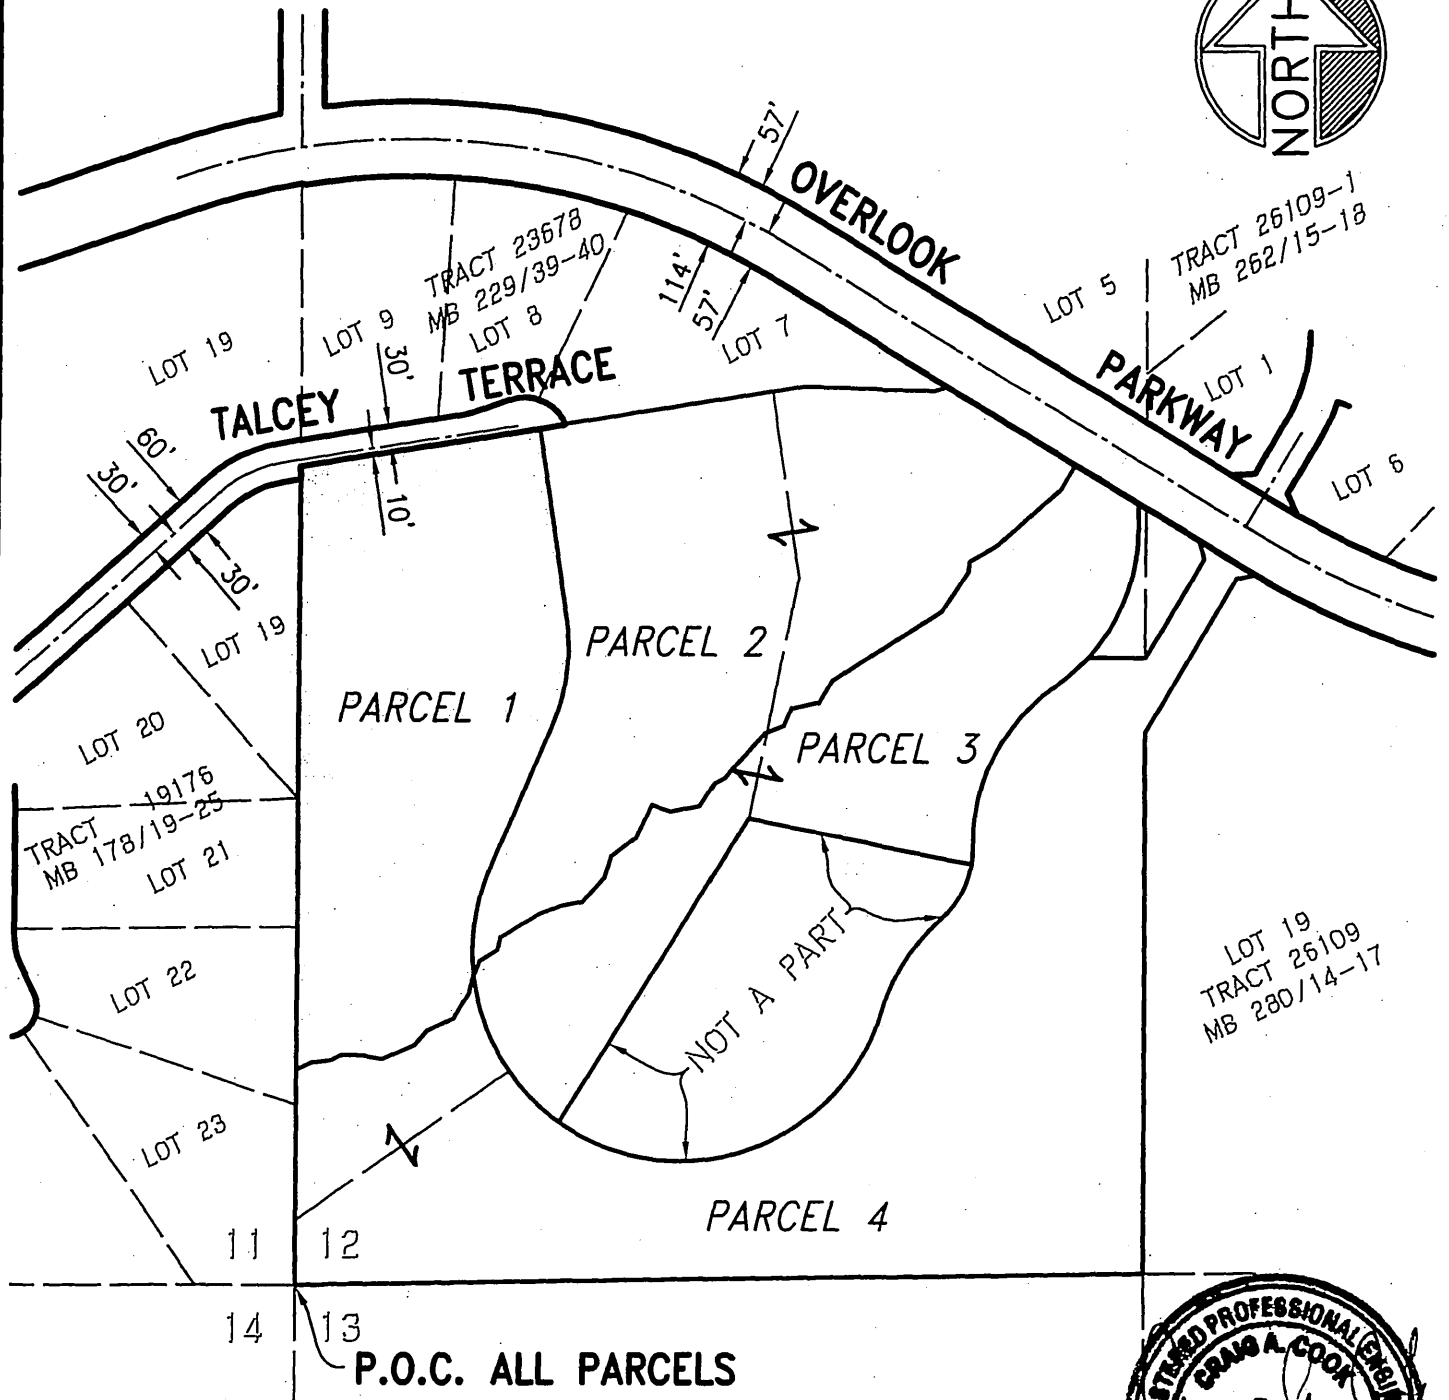 NORTH
57'
OVERLOOK
TRACT 26109-1
MB 262/15-18
TRACT 23678
MB 229/39-40
114'
57'
LOT 5
LOT 19
LOT 9
LOT 8
LOT 7
30'
TALCEY
TERRACE
PARKWAY
LOT 1
60'
30'
10'
LOT 6
30'
LOT 19
PARCEL 2
PARCEL 1
LOT 20
PARCEL 3
TRACT 19176
MB 178/19-25
LOT 21
NOT A PART
LOT 19
TRACT 26109
MB 280/14-17
LOT 22
LOT 23
PARCEL 4
11 12
14 13
P.O.C. ALL PARCELS
PROFESSIONAL
CRAIG A. COOK